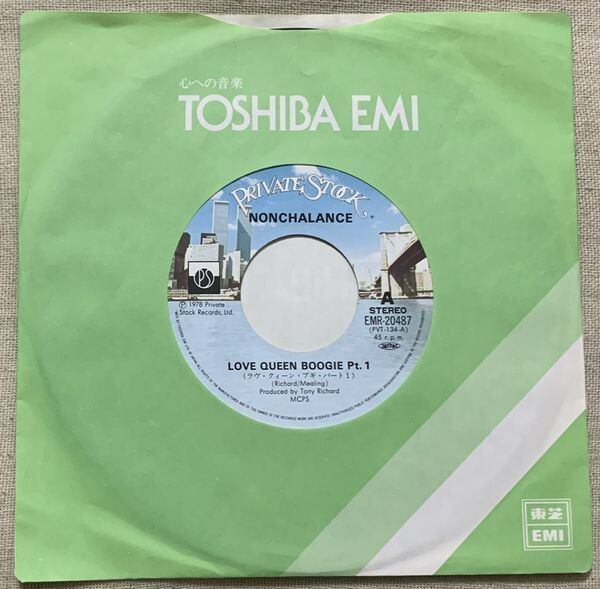 心への音楽
TOSHIBA EMI
PRIVATE STOCK
NONCHALANCE
PS
Ⓟ 1978 Private
Stock Records, Ltd.
A
STEREO
EMR-20487
(PVT-134-A)
45 r.p.m.
LOVE QUEEN BOOGIE Pt. 1
(ラヴ・クィーン・ブギ・パート1)
(Richard/Mealing)
Produced by Tony Richard
MCPS
東芝
EMI